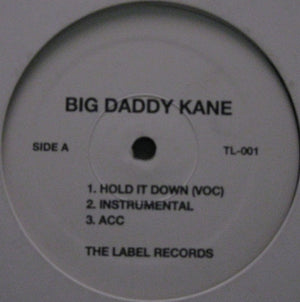 BIG DADDY KANE
SIDE A TL-001
1. HOLD IT DOWN (VOC)
2. INSTRUMENTAL
3. ACC
THE LABEL RECORDS